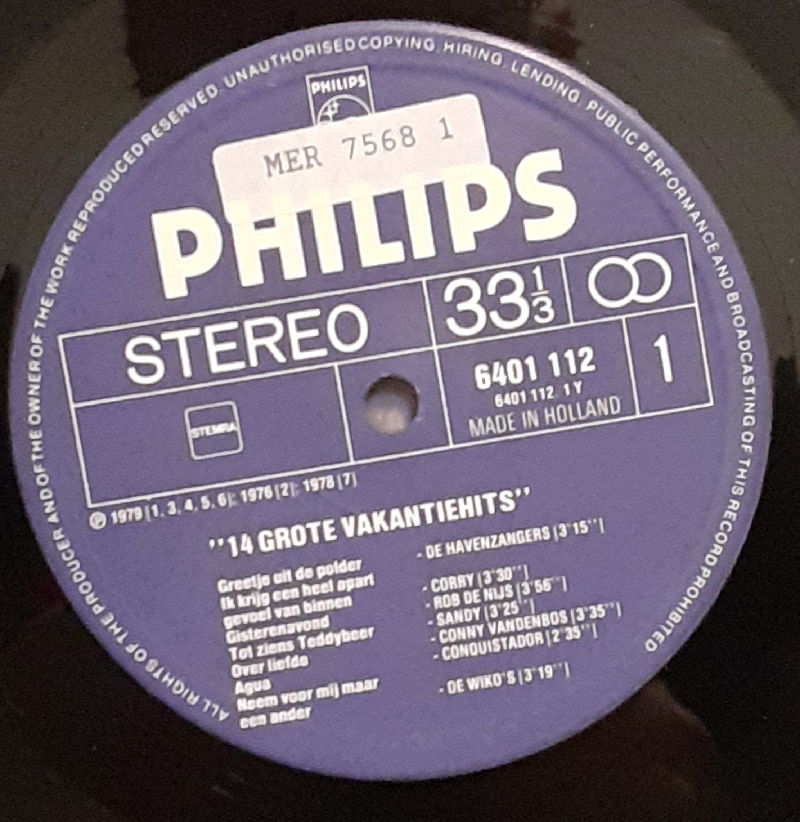 ALL RIGHTS OF THE PRODUCER AND OF THE OWNER OF THE WORK REPRODUCED RESERVED. UNAUTHORISED COPYING, HIRING, LENDING, PUBLIC PERFORMANCE AND BROADCASTING OF THIS RECORD PROHIBITED
PHILIPS
MER 7568 1
PHILIPS
STEREO 33 1/3
STEMRA
6401 112 1
6401 112 1Y
MADE IN HOLLAND
℗ 1979 [1, 3, 4, 5, 6]; 1976 [2]; 1978 [7]
"14 GROTE VAKANTIEHITS"
Greetje uit de polder - DE HAVENZANGERS [3'15'']
Ik krijg een heel apart
gevoel van binnen - CORRY [3'30'']
Gisterenavond - ROB DE NIJS [3'56'']
Tot ziens Teddybeer - SANDY [3'25'']
Over liefde - CONNY VANDENBOS [3'35'']
Agua - CONQUISTADOR [2'35'']
Neem voor mij maar
een ander - DE WIKO'S [3'19'']